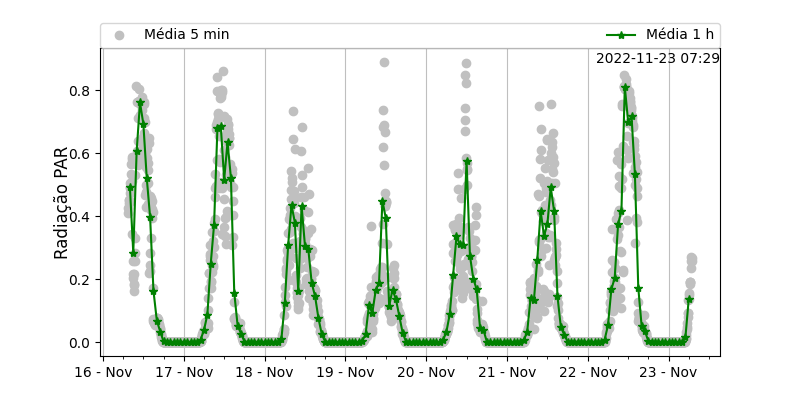 Média 5 min
Média 1 h
2022-11-23 07:29
Radiação PAR
0.8
0.6
0.4
0.2
0.0
16 - Nov
17 - Nov
18 - Nov
19 - Nov
20 - Nov
21 - Nov
22 - Nov
23 - Nov